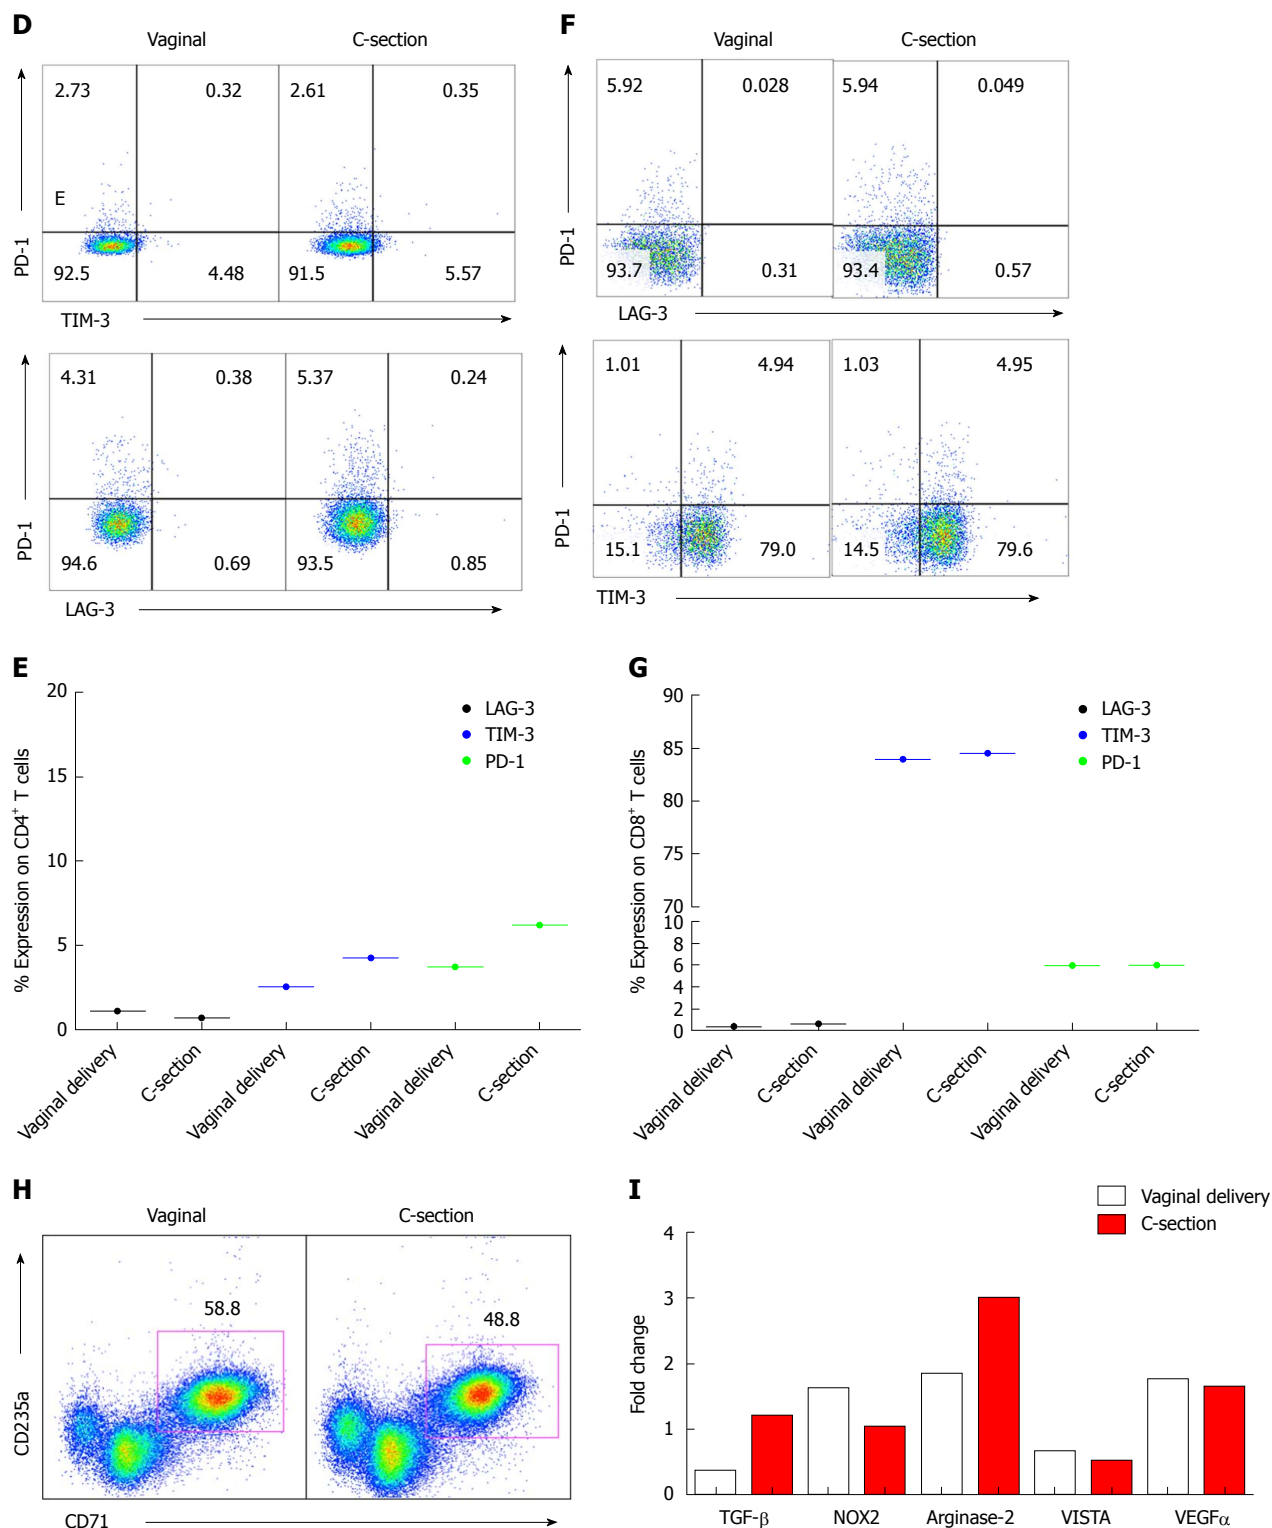 D
Vaginal C-section
2.73 0.32 2.61 0.35
E
92.5 4.48 91.5 5.57
PD-1
TIM-3
4.31 0.38 5.37 0.24
94.6 0.69 93.5 0.85
PD-1
LAG-3
F
Vaginal C-section
5.92 0.028 5.94 0.049
93.7 0.31 93.4 0.57
PD-1
LAG-3
1.01 4.94 1.03 4.95
15.1 79.0 14.5 79.6
PD-1
TIM-3
E
% Expression on CD4⁺ T cells
20
15
10
5
0
LAG-3
TIM-3
PD-1
Vaginal delivery
C-section
Vaginal delivery
C-section
Vaginal delivery
C-section
G
% Expression on CD8⁺ T cells
90
85
80
75
70
10
8
6
4
2
0
LAG-3
TIM-3
PD-1
Vaginal delivery
C-section
Vaginal delivery
C-section
Vaginal delivery
C-section
H
Vaginal C-section
58.8 48.8
CD235a
CD71
I
Vaginal delivery
C-section
Fold change
4
3
2
1
0
TGF-β NOX2 Arginase-2 VISTA VEGFα